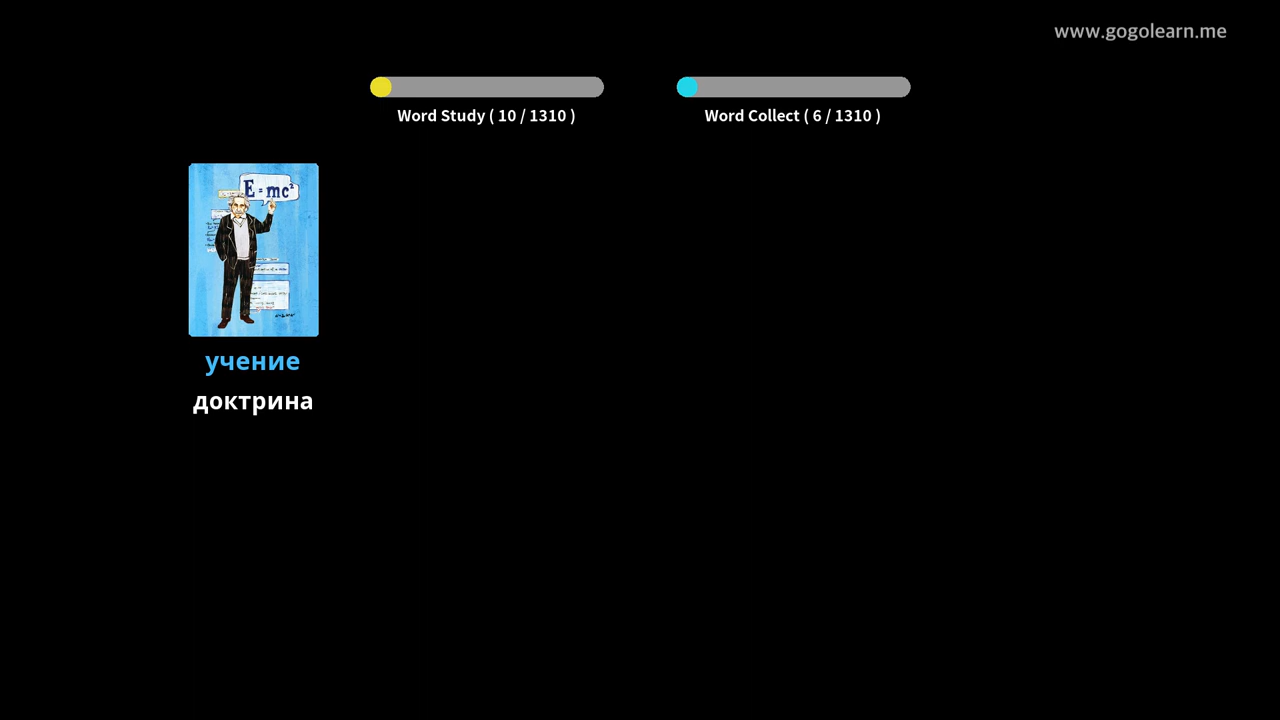 www.gogolearn.me
Word Study ( 10 / 1310 )
Word Collect ( 6 / 1310 )
E = mc²
учение
доктрина